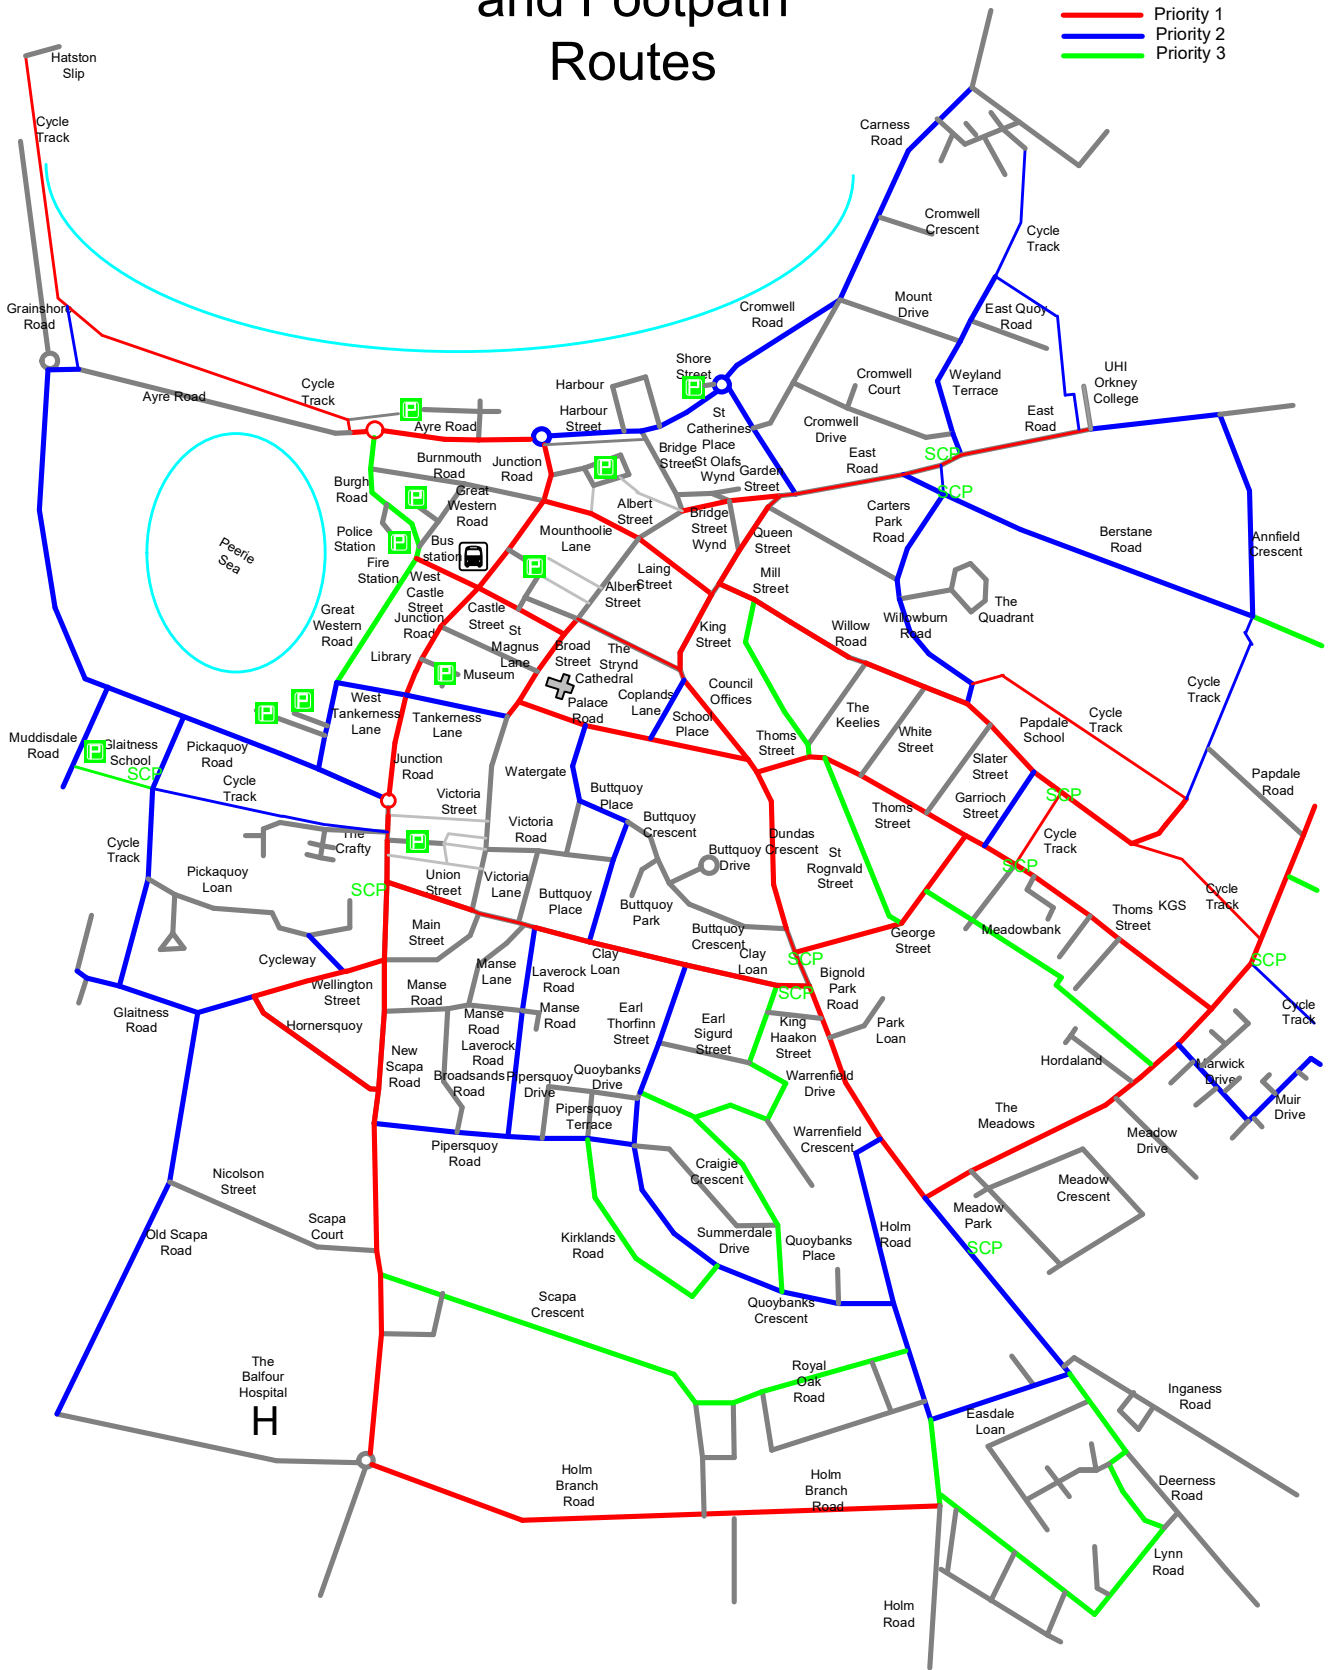 and Footpath
Routes
Priority 1
Priority 2
Priority 3
Hatston
Slip
Cycle
Track
Carness
Road
Cromwell
Crescent
Cycle
Track
Grainshore
Road
Cromwell
Road
Mount
Drive
East Quoy
Road
Shore
Street
P
Ayre Road
Cycle
Track
P
Ayre Road
Harbour
Harbour
Street
Cromwell
Court
Weyland
Terrace
UHI
Orkney
College
East
Road
St
Catherines
Place
St Olafs
Wynd
Cromwell
Drive
East
Road
SCP
SCP
Burnmouth
Road
Junction
Road
Bridge
Street
P
Garden
Street
Burgh
Road
P
Great
Western
Road
Albert
Street
Bridge
Street
Wynd
Carters
Park
Road
Berstane
Road
Annfield
Crescent
Police
Station
P
Bus
station
Mounthoolie
Lane
Queen
Street
Peerie
Sea
Fire
Station
West
Castle
Street
P
Laing
Street
Mill
Street
Albert
Street
The
Quadrant
Great
Western
Road
Junction
Road
Castle
Street
St
Magnus
Lane
King
Street
Willow
Road
Willowburn
Road
Library
P
Museum
Broad
Street
The
Strynd
Cathedral
Coplands
Lane
Council
Offices
Cycle
Track
P
P
West
Tankerness
Lane
Tankerness
Lane
Palace
Road
School
Place
The
Keelies
Papdale
School
Cycle
Track
Muddisdale
Road
P
Glaitness
School
SCP
Pickaquoy
Road
Cycle
Track
Thoms
Street
White
Street
Slater
Street
Junction
Road
Watergate
Papdale
Road
Victoria
Street
Buttquoy
Place
Garrioch
Street
SCP
Cycle
Track
The
Crafty
P
Victoria
Road
Buttquoy
Crescent
Thoms
Street
Cycle
Track
Buttquoy
Drive
Dundas
Crescent
St
Rognvald
Street
SCP
Pickaquoy
Loan
SCP
Union
Street
Victoria
Lane
Buttquoy
Place
Buttquoy
Park
Cycle
Track
Thoms
Street
KGS
Meadowbank
Main
Street
Buttquoy
Crescent
Clay
Loan
George
Street
SCP
SCP
Cycleway
Clay
Loan
SCP
Bignold
Park
Road
Wellington
Street
Manse
Lane
Laverock
Road
Manse
Road
Glaitness
Road
Hornersquoy
Manse
Road
Laverock
Road
Manse
Road
Earl
Thorfinn
Street
Earl
Sigurd
Street
King
Haakon
Street
Park
Loan
Cycle
Track
New
Scapa
Road
Broadsands
Road
Pipersquoy
Drive
Quoybanks
Drive
Warrenfield
Drive
Hordaland
Marwick
Drive
Muir
Drive
Pipersquoy
Terrace
The
Meadows
Pipersquoy
Road
Warrenfield
Crescent
Meadow
Drive
Nicolson
Street
Craigie
Crescent
Meadow
Crescent
Scapa
Court
Old Scapa
Road
Kirklands
Road
Summerdale
Drive
Quoybanks
Place
Holm
Road
Meadow
Park
SCP
Scapa
Crescent
Quoybanks
Crescent
The
Balfour
Hospital
H
Royal
Oak
Road
Easdale
Loan
Inganess
Road
Holm
Branch
Road
Holm
Branch
Road
Deerness
Road
Lynn
Road
Holm
Road